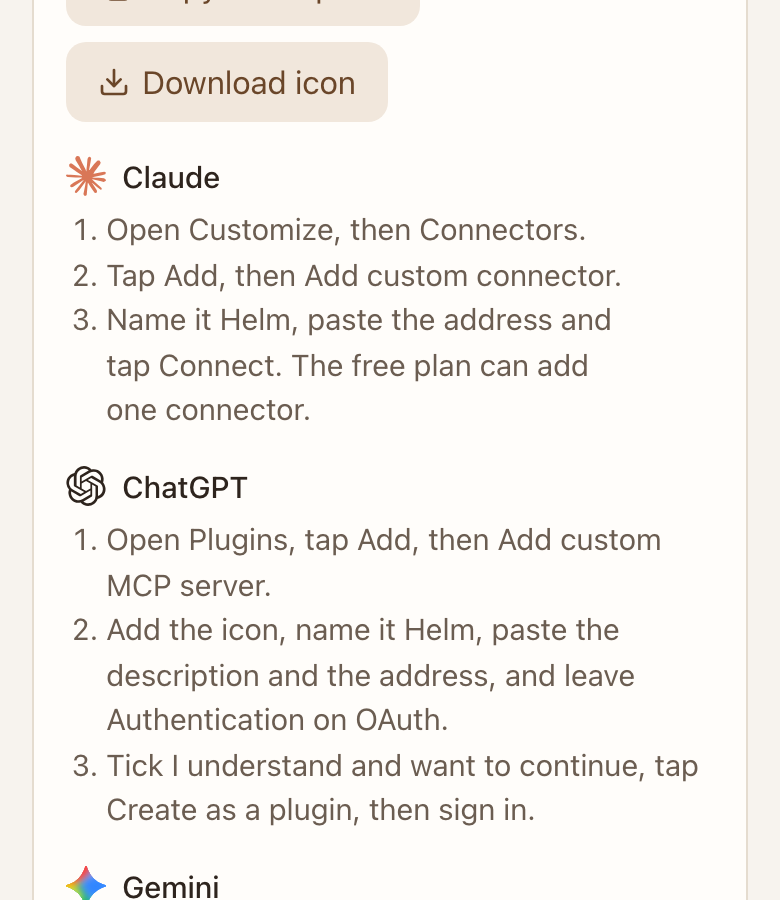 Download icon
Claude
1. Open Customize, then Connectors.
2. Tap Add, then Add custom connector.
3. Name it Helm, paste the address and
tap Connect. The free plan can add
one connector.
ChatGPT
1. Open Plugins, tap Add, then Add custom
MCP server.
2. Add the icon, name it Helm, paste the
description and the address, and leave
Authentication on OAuth.
3. Tick I understand and want to continue, tap
Create as a plugin, then sign in.
Gemini